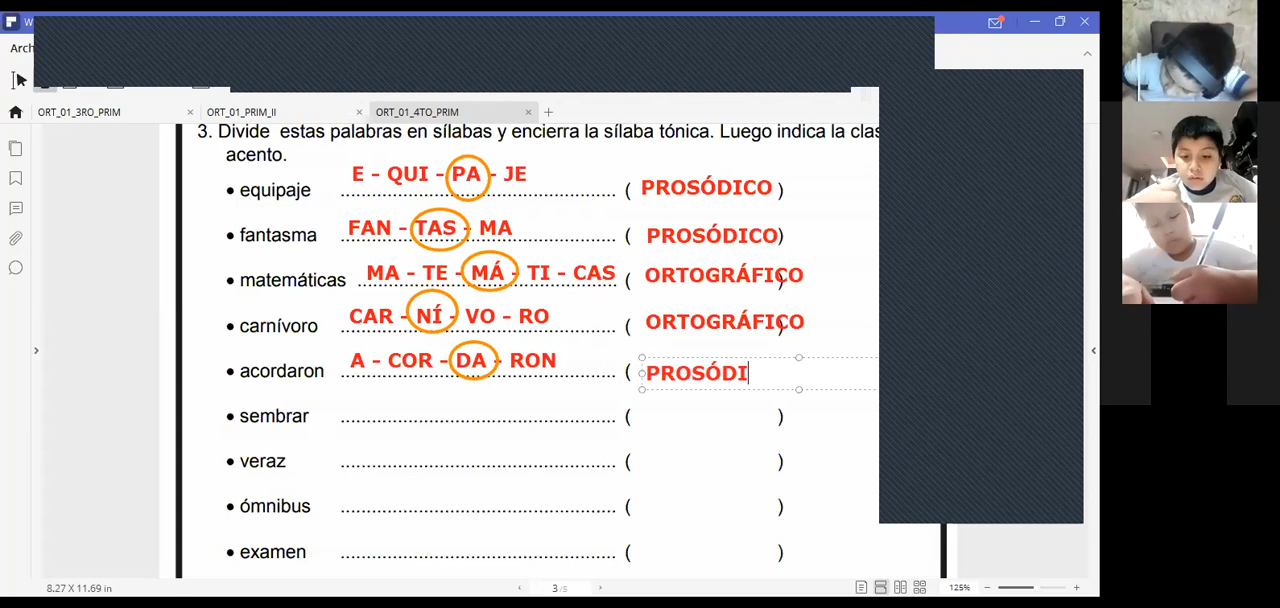 W
Arch
ORT_01_3RO_PRIM × ORT_01_PRIM_II × ORT_01_4TO_PRIM × +
3. Divide estas palabras en sílabas y encierra la sílaba tónica. Luego indica la clas
acento.
• equipaje E - QUI - PA - JE ( PROSÓDICO )
• fantasma FAN - TAS - MA ( PROSÓDICO )
• matemáticas MA - TE - MÁ - TI - CAS ( ORTOGRÁFICO )
• carnívoro CAR - NÍ - VO - RO ( ORTOGRÁFICO )
• acordaron A - COR - DA - RON ( PROSÓDI
• sembrar ........................................................ ( )
• veraz ........................................................ ( )
• ómnibus ........................................................ ( )
• examen ........................................................ ( )
8.27 x 11.69 in 3 /5 125%